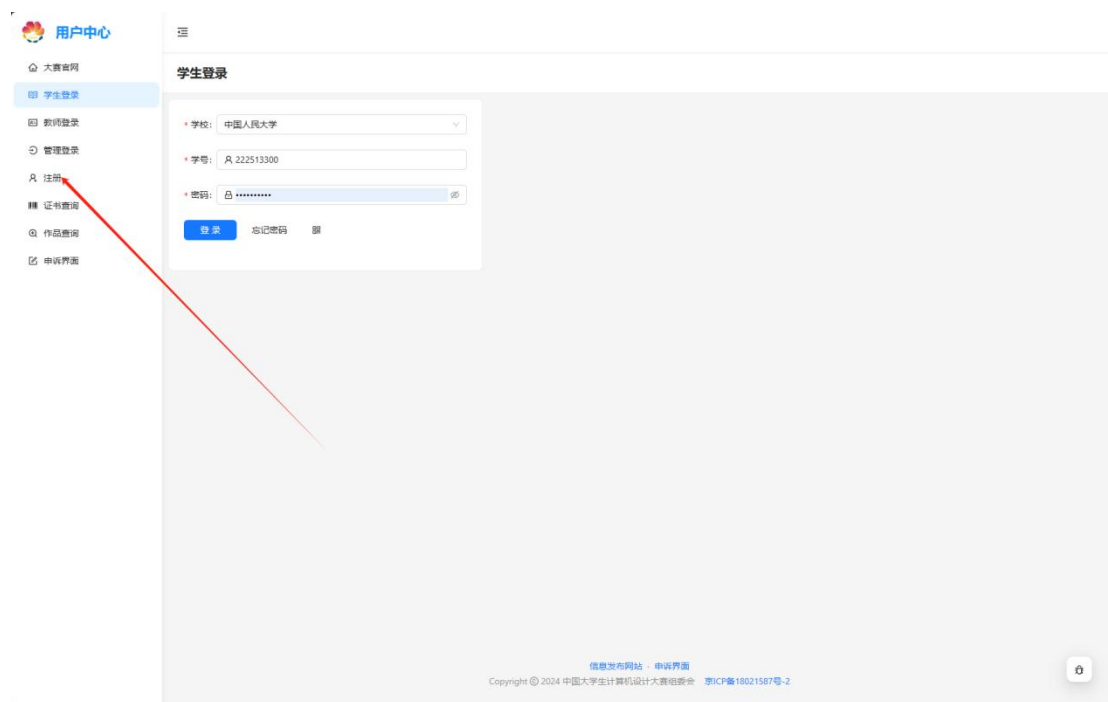 用户中心
大赛官网
学生登录
教师登录
管理登录
注册
证书查询
作品查询
申诉界面
学生登录
* 学校: 中国人民大学
* 学号: 222513300
* 密码: ••••••••••
登 录 忘记密码
信息发布网站 · 申诉界面
Copyright © 2024 中国大学生计算机设计大赛组委会 京ICP备18021587号-2